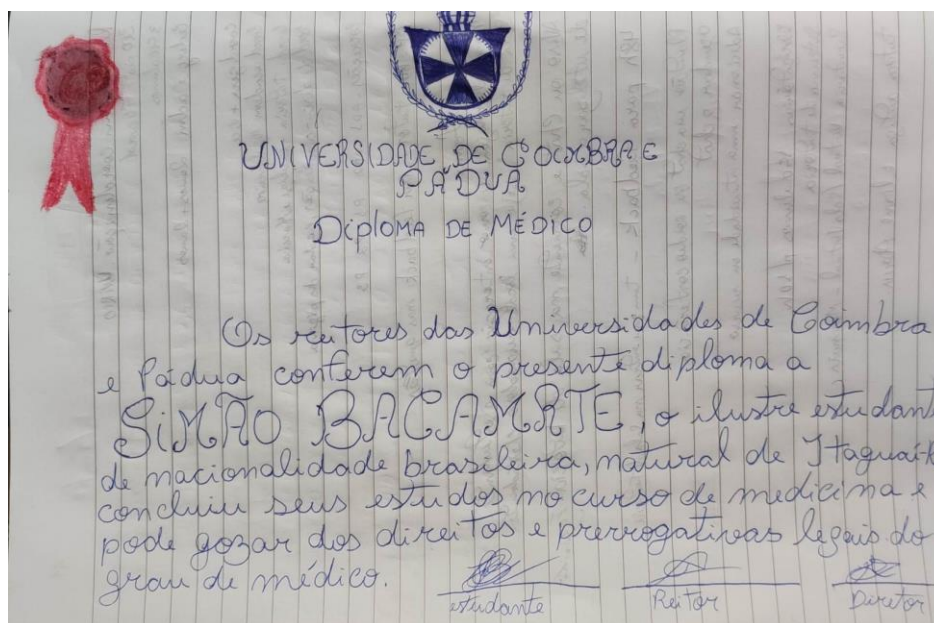 UNIVERSIDADE DE COIMBRA E
PÁDUA
DIPLOMA DE MÉDICO
Os reitores das Universidades de Coimbra
e Pádua conferem o presente diploma a
SIMÃO BACAMRTE, o ilustre estudant
de nacionalidade brasileira, natural de Itaguaí-R
concluiu seus estudos no curso de medicina e
pode gozar dos direitos e prerrogativas legais do
grau de médico.
estudante Reitor Diretor